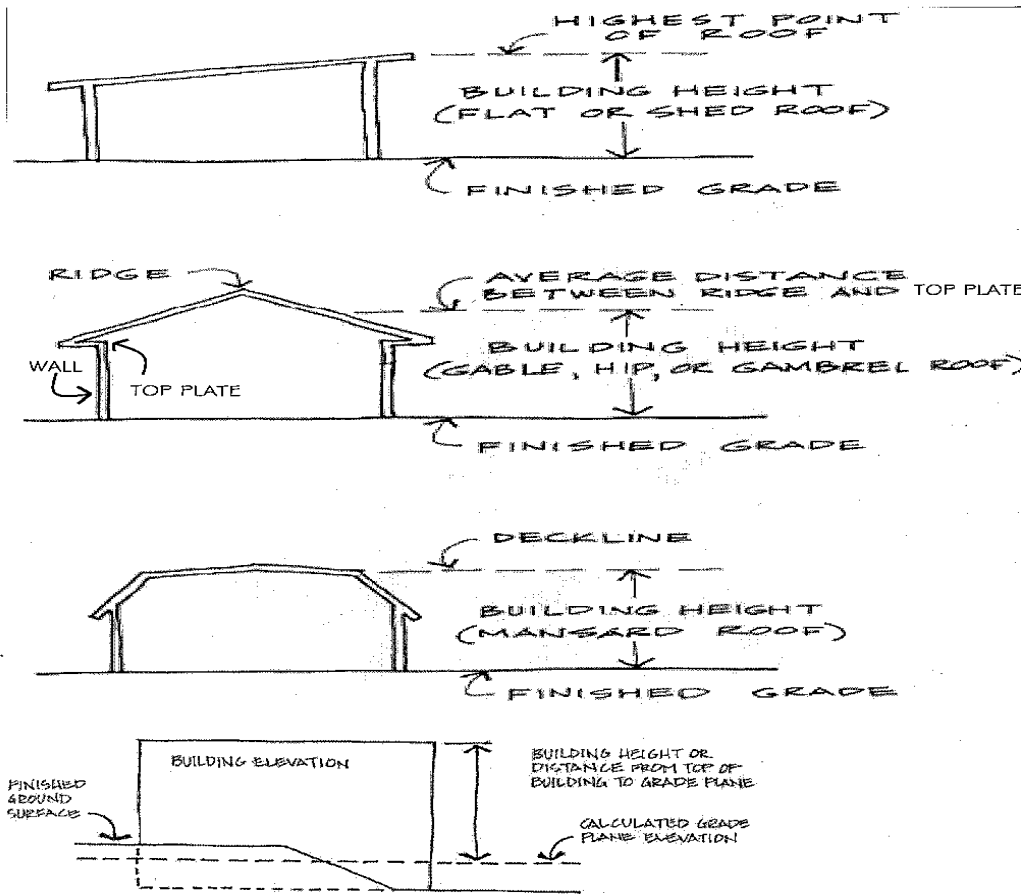 HIGHEST POINT
OF ROOF
BUILDING HEIGHT
(FLAT OR SHED ROOF)
FINISHED GRADE
RIDGE
AVERAGE DISTANCE
BETWEEN RIDGE AND TOP PLATE
WALL
TOP PLATE
BUILDING HEIGHT
(GABLE, HIP, OR GAMBREL ROOF)
FINISHED GRADE
DECKLINE
BUILDING HEIGHT
(MANSARD ROOF)
FINISHED GRADE
BUILDING ELEVATION
BUILDING HEIGHT OR
DISTANCE FROM TOP OF
BUILDING TO GRADE PLANE
FINISHED
GROUND
SURFACE
CALCULATED GRADE
PLANE ELEVATION